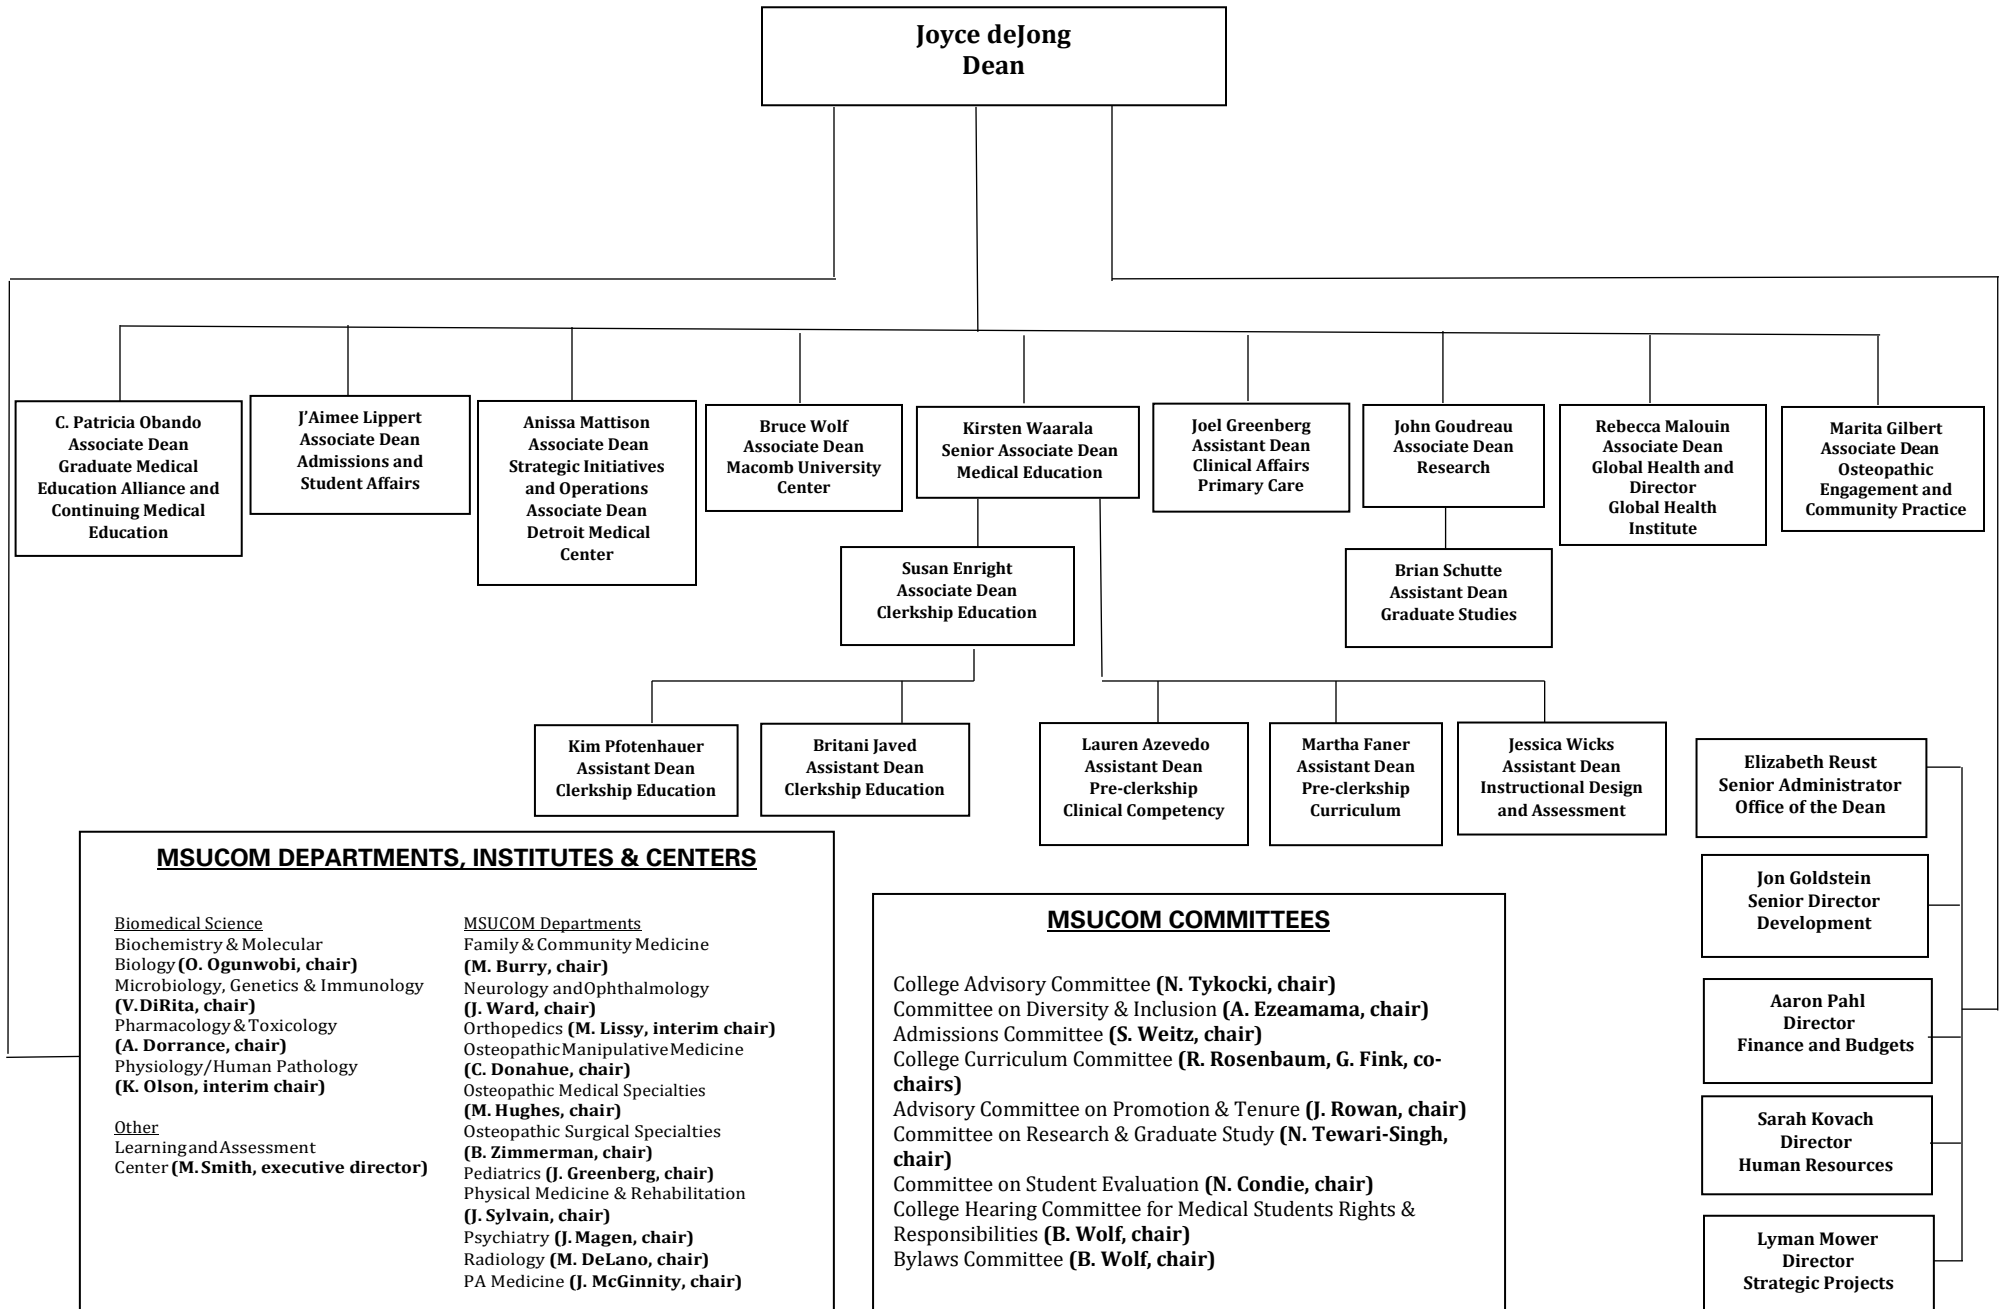 Joyce deJong
Dean
C. Patricia Obando
Associate Dean
Graduate Medical
Education Alliance and
Continuing Medical
Education
J’Aimee Lippert
Associate Dean
Admissions and
Student Affairs
Anissa Mattison
Associate Dean
Strategic Initiatives
and Operations
Associate Dean
Detroit Medical
Center
Bruce Wolf
Associate Dean
Macomb University
Center
Kirsten Waarala
Senior Associate Dean
Medical Education
Joel Greenberg
Assistant Dean
Clinical Affairs
Primary Care
John Goudreau
Associate Dean
Research
Rebecca Malouin
Associate Dean
Global Health and
Director
Global Health
Institute
Marita Gilbert
Associate Dean
Osteopathic
Engagement and
Community Practice
Susan Enright
Associate Dean
Clerkship Education
Brian Schutte
Assistant Dean
Graduate Studies
Kim Pfotenhauer
Assistant Dean
Clerkship Education
Britani Javed
Assistant Dean
Clerkship Education
Lauren Azevedo
Assistant Dean
Pre-clerkship
Clinical Competency
Martha Faner
Assistant Dean
Pre-clerkship
Curriculum
Jessica Wicks
Assistant Dean
Instructional Design
and Assessment
Elizabeth Reust
Senior Administrator
Office of the Dean
Jon Goldstein
Senior Director
Development
Aaron Pahl
Director
Finance and Budgets
Sarah Kovach
Director
Human Resources
Lyman Mower
Director
Strategic Projects
MSUCOM DEPARTMENTS, INSTITUTES & CENTERS
Biomedical Science
Biochemistry & Molecular
Biology (O. Ogunwobi, chair)
Microbiology, Genetics & Immunology
(V.DiRita, chair)
Pharmacology & Toxicology
(A. Dorrance, chair)
Physiology/Human Pathology
(K. Olson, interim chair)
Other
Learning and Assessment
Center (M. Smith, executive director)
MSUCOM Departments
Family & Community Medicine
(M. Burry, chair)
Neurology and Ophthalmology
(J. Ward, chair)
Orthopedics (M. Lissy, interim chair)
Osteopathic Manipulative Medicine
(C. Donahue, chair)
Osteopathic Medical Specialties
(M. Hughes, chair)
Osteopathic Surgical Specialties
(B. Zimmerman, chair)
Pediatrics (J. Greenberg, chair)
Physical Medicine & Rehabilitation
(J. Sylvain, chair)
Psychiatry (J. Magen, chair)
Radiology (M. DeLano, chair)
PA Medicine (J. McGinnity, chair)
MSUCOM COMMITTEES
College Advisory Committee (N. Tykocki, chair)
Committee on Diversity & Inclusion (A. Ezeamama, chair)
Admissions Committee (S. Weitz, chair)
College Curriculum Committee (R. Rosenbaum, G. Fink, co-
chairs)
Advisory Committee on Promotion & Tenure (J. Rowan, chair)
Committee on Research & Graduate Study (N. Tewari-Singh,
chair)
Committee on Student Evaluation (N. Condie, chair)
College Hearing Committee for Medical Students Rights &
Responsibilities (B. Wolf, chair)
Bylaws Committee (B. Wolf, chair)